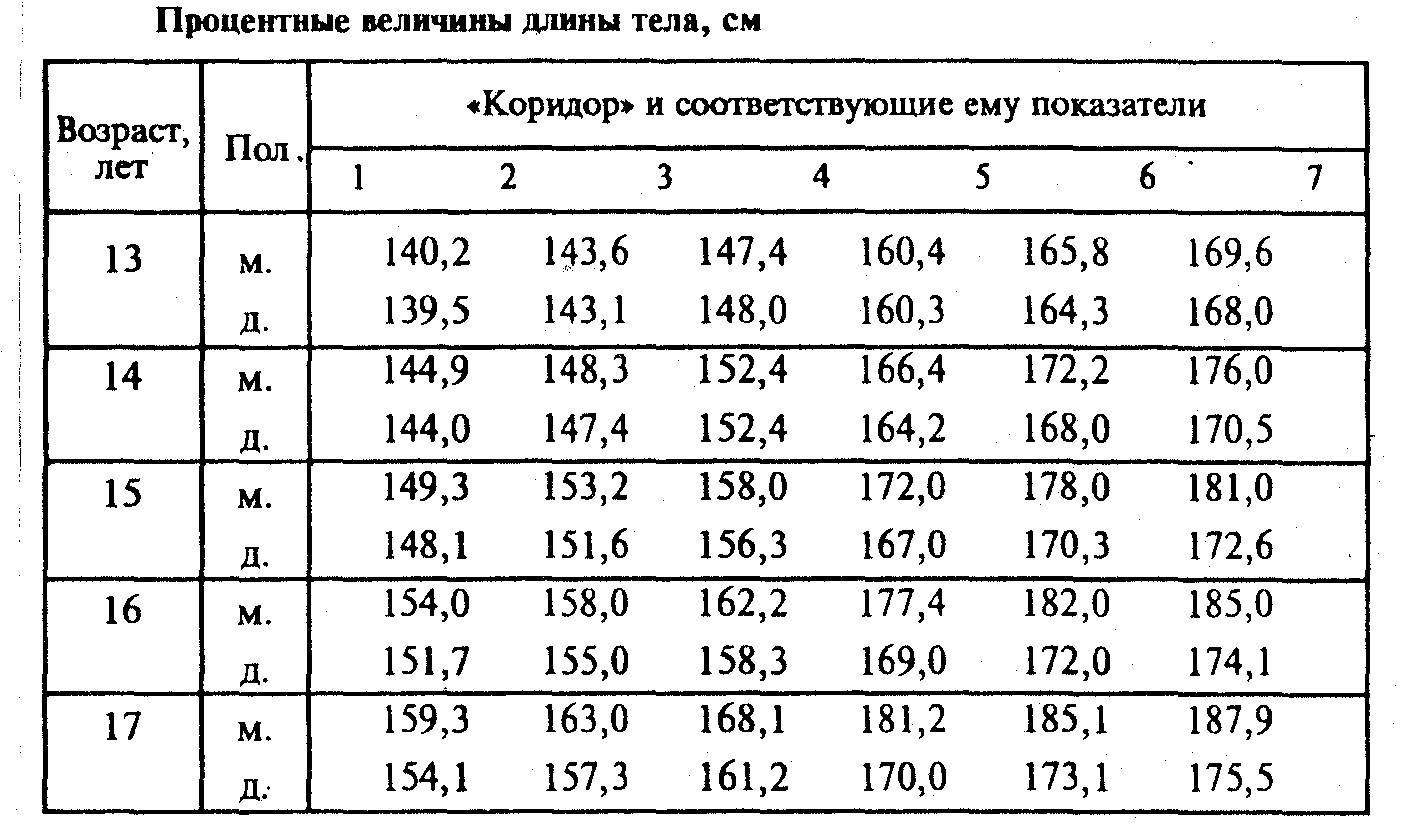 Процентные величины длины тела, см
«Коридор» и соответствующие ему показатели
Возраст, лет Пол.
1 2 3 4 5 6 7
13 м. 140,2 143,6 147,4 160,4 165,8 169,6
д. 139,5 143,1 148,0 160,3 164,3 168,0
14 м. 144,9 148,3 152,4 166,4 172,2 176,0
д. 144,0 147,4 152,4 164,2 168,0 170,5
15 м. 149,3 153,2 158,0 172,0 178,0 181,0
д. 148,1 151,6 156,3 167,0 170,3 172,6
16 м. 154,0 158,0 162,2 177,4 182,0 185,0
д. 151,7 155,0 158,3 169,0 172,0 174,1
17 м. 159,3 163,0 168,1 181,2 185,1 187,9
д. 154,1 157,3 161,2 170,0 173,1 175,5